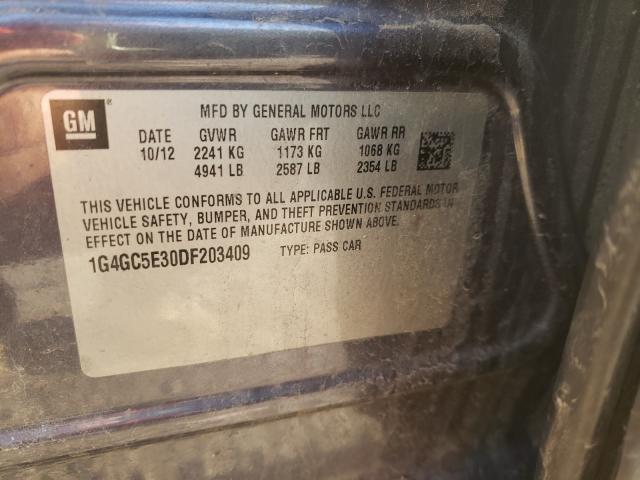 GM ®
MFD BY GENERAL MOTORS LLC
DATE GVWR GAWR FRT GAWR RR
10/12 2241 KG 1173 KG 1068 KG
4941 LB 2587 LB 2354 LB
THIS VEHICLE CONFORMS TO ALL APPLICABLE U.S. FEDERAL MOTOR
VEHICLE SAFETY, BUMPER, AND THEFT PREVENTION STANDARDS IN
EFFECT ON THE DATE OF MANUFACTURE SHOWN ABOVE.
1G4GC5E30DF203409 TYPE: PASS CAR